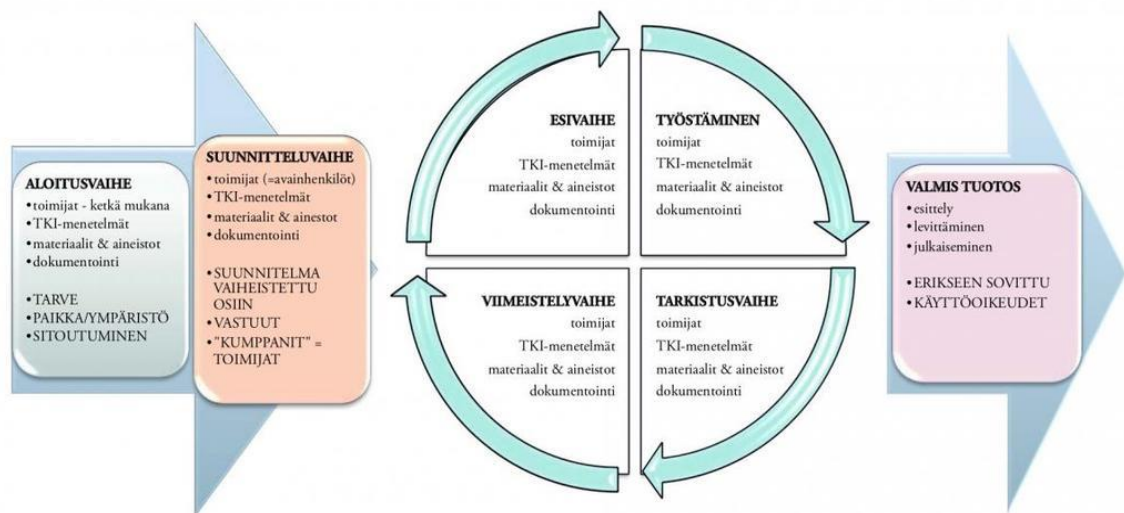 ALOITUSVAIHE
•toimijat - ketkä mukana
•TKI-menetelmät
•materiaalit & aineistot
•dokumentointi
•TARVE
•PAIKKA/YMPÄRISTÖ
•SITOUTUMINEN
SUUNNITTELUVAIHE
•toimijat (=avainhenkilöt)
•TKI-menetelmät
•materiaalit & ainestot
•dokumentointi
•SUUNNITELMA
VAIHEISTETTU
OSIIN
•VASTUUT
•"KUMPPANIT" =
TOIMIJAT
ESIVAIHE
toimijat
TKI-menetelmät
materiaalit & aineistot
dokumentointi
TYÖSTÄMINEN
toimijat
TKI-menetelmät
materiaalit & aineistot
dokumentointi
VIIMEISTELYVAIHE
toimijat
TKI-menetelmät
materiaalit & aineistot
dokumentointi
TARKISTUSVAIHE
toimijat
TKI-menetelmät
materiaalit & aineistot
dokumentointi
VALMIS TUOTOS
•esittely
•levittäminen
•julkaiseminen
•ERIKSEEN SOVITTU
•KÄYTTÖOIKEUDET